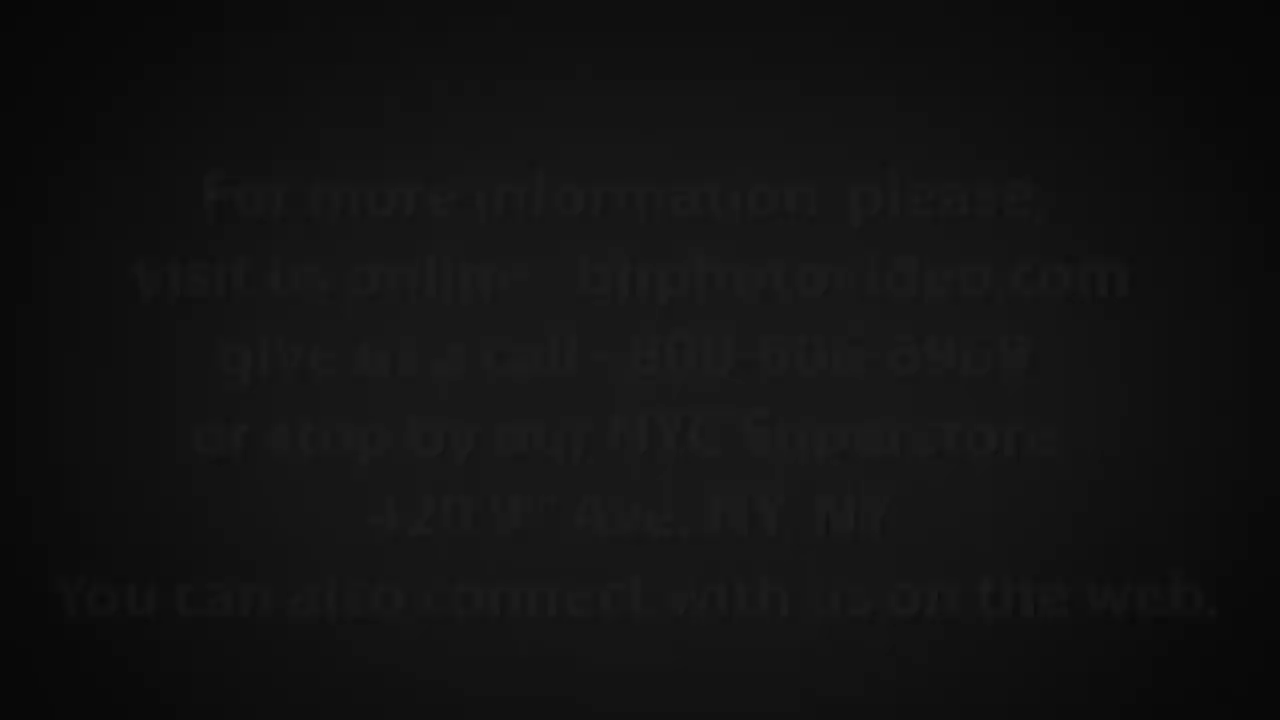 For more information please,
visit us online bhphotovideo.com
give us a call - 800-606-6969
or stop by our NYC Superstore
420 9th Ave. NY, NY
You can also connect with us on the web.